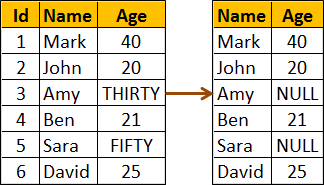 Id Name Age Name Age
1 Mark 40 Mark 40
2 John 20 John 20
3 Amy THIRTY Amy NULL
4 Ben 21 Ben 21
5 Sara FIFTY Sara NULL
6 David 25 David 25